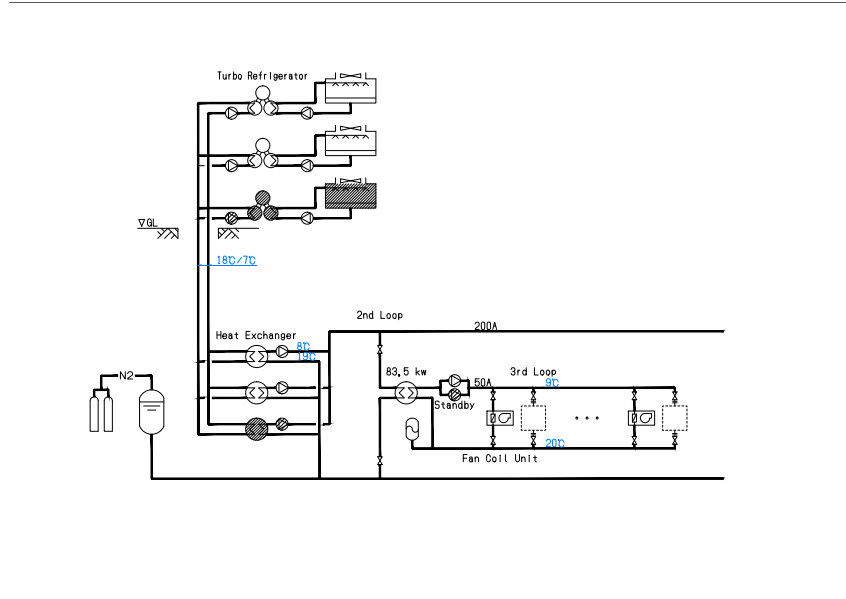 Turbo Refrigerator
▽GL
18℃/7℃
2nd Loop
200A
Heat Exchanger
8℃
19℃
N2
83.5 kw
3rd Loop
50A
9℃
Standby
20℃
Fan Coil Unit